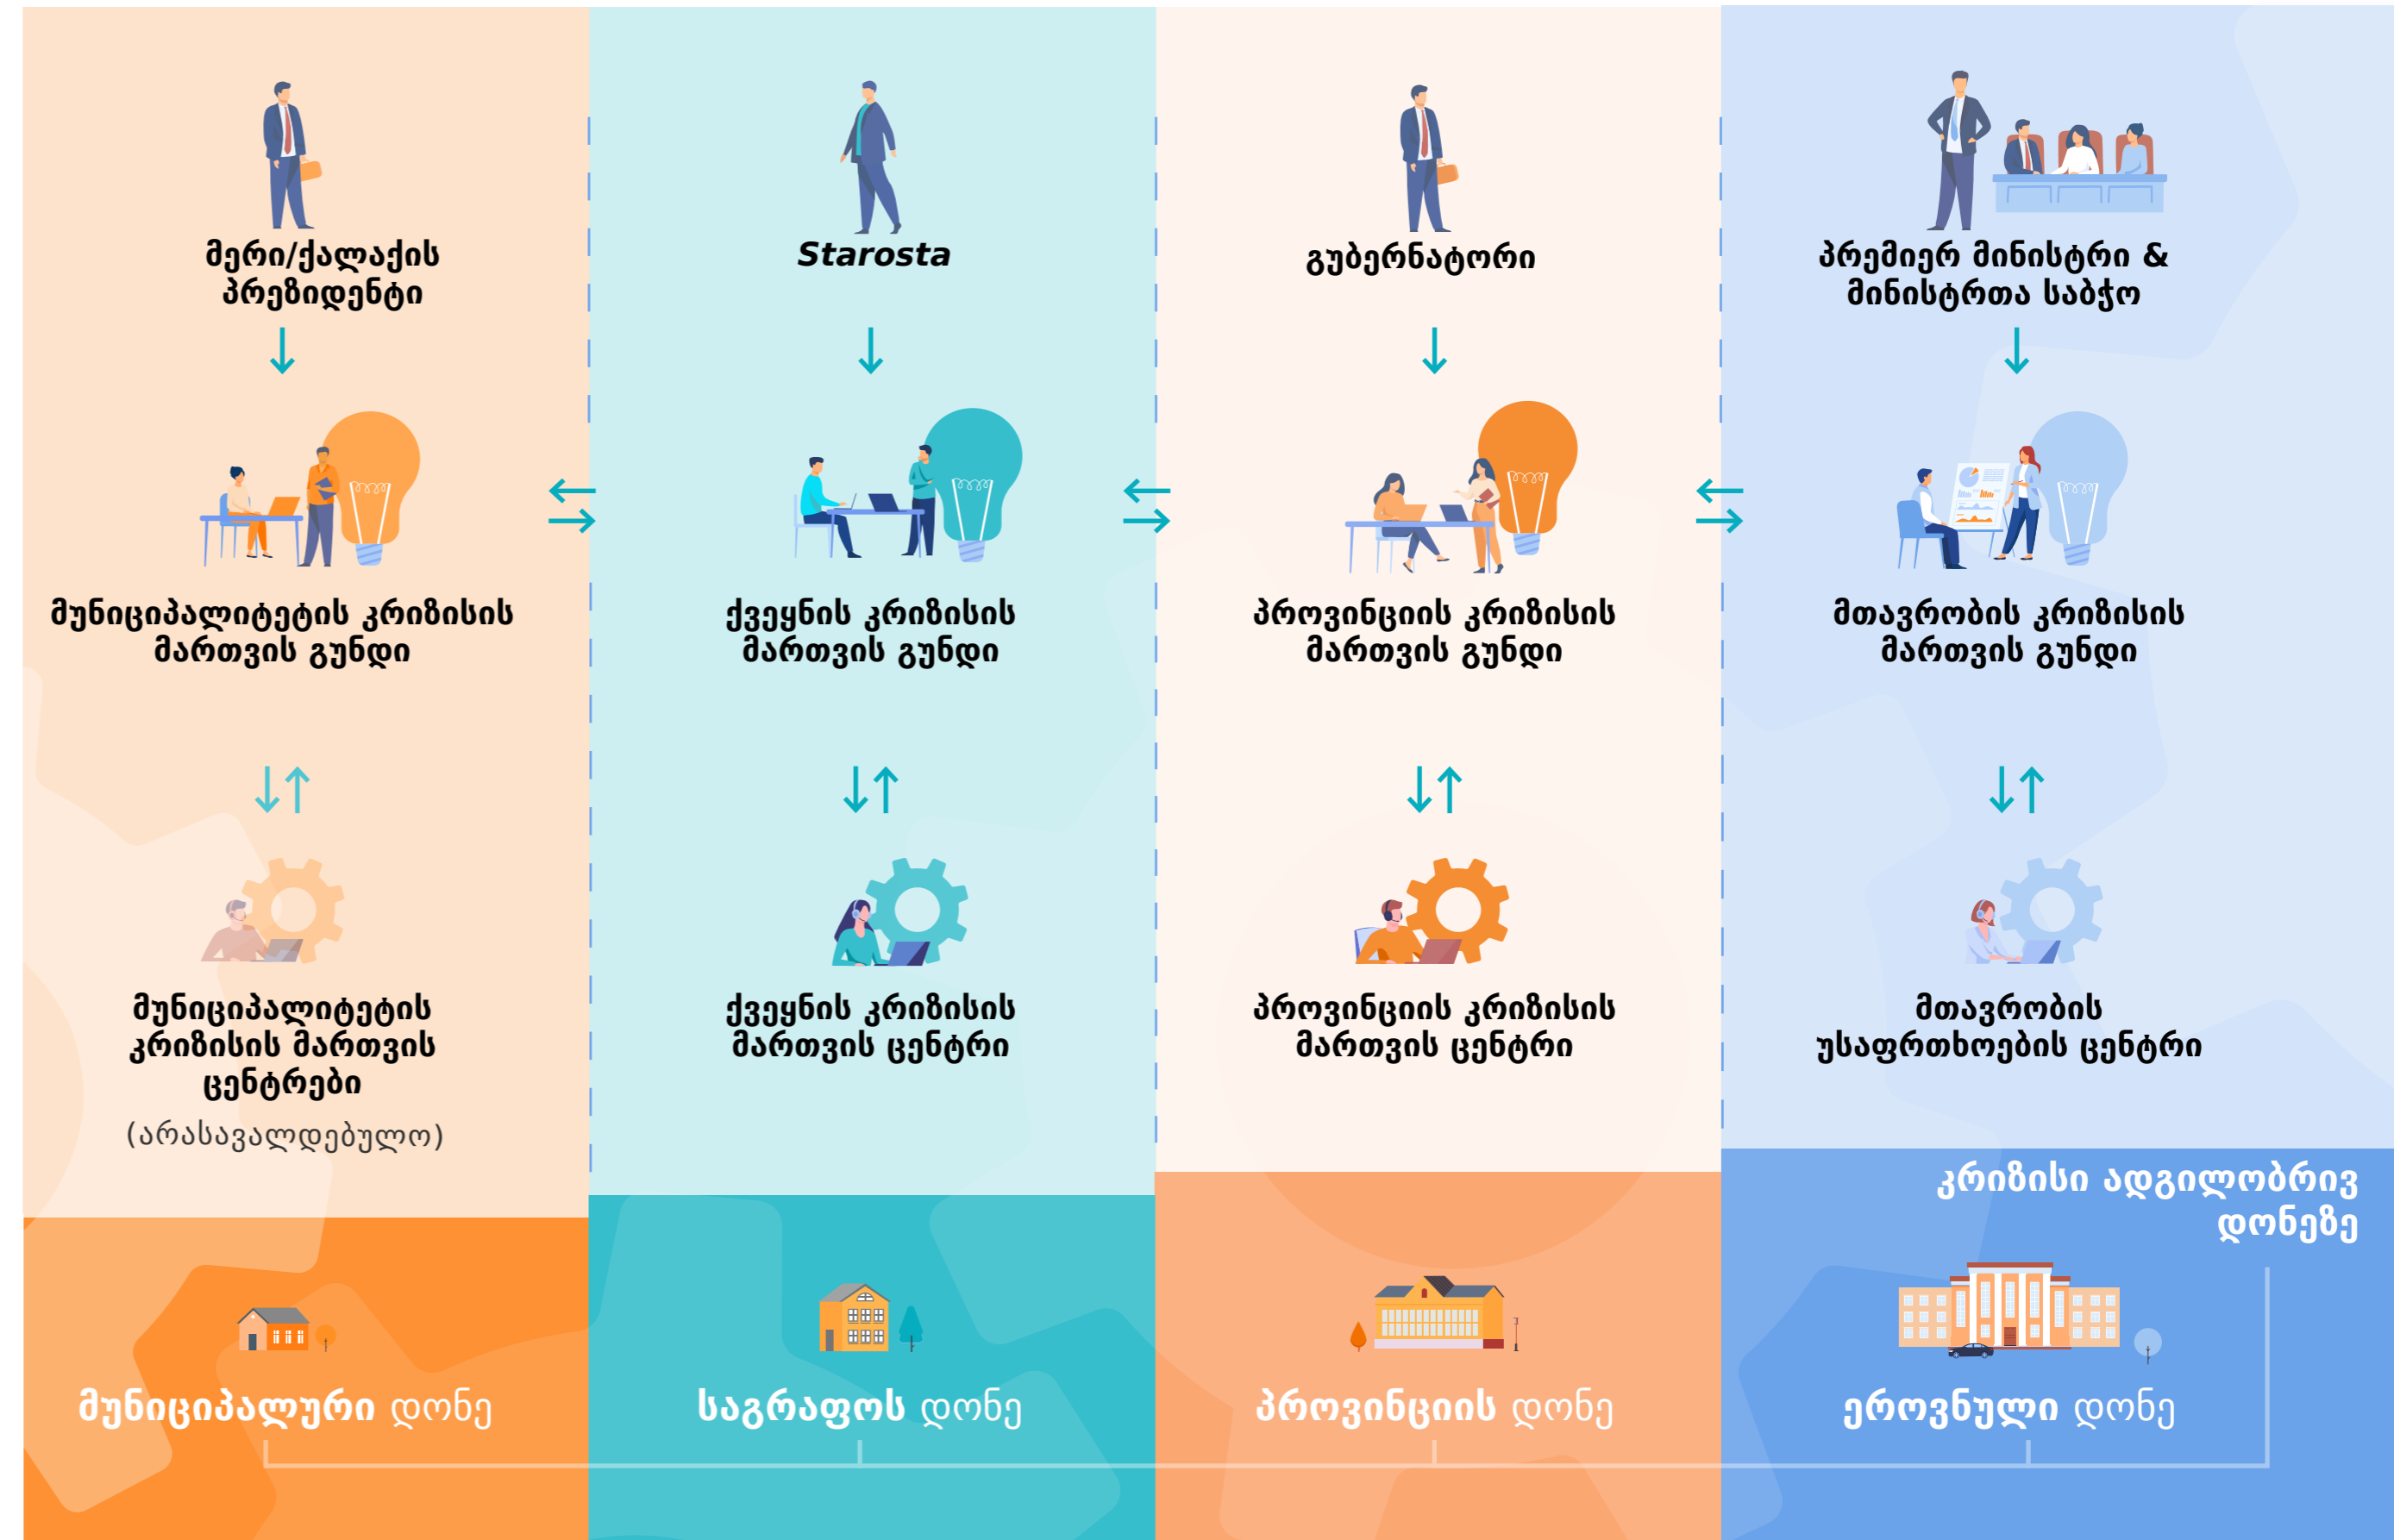 მერი/ქალაქის
პრეზიდენტი
Starosta
გუბერნატორი
პრემიერ მინისტრი &
მინისტრთა საბჭო
მუნიციპალიტეტის კრიზისის
მართვის გუნდი
ქვეყნის კრიზისის
მართვის გუნდი
პროვინციის კრიზისის
მართვის გუნდი
მთავრობის კრიზისის
მართვის გუნდი
მუნიციპალიტეტის
კრიზისის მართვის
ცენტრები
(არასავალდებულო)
ქვეყნის კრიზისის
მართვის ცენტრი
პროვინციის კრიზისის
მართვის ცენტრი
მთავრობის
უსაფრთხოების ცენტრი
კრიზისი ადგილობრივ
დონეზე
მუნიციპალური დონე
საგრაფოს დონე
პროვინციის დონე
ეროვნული დონე